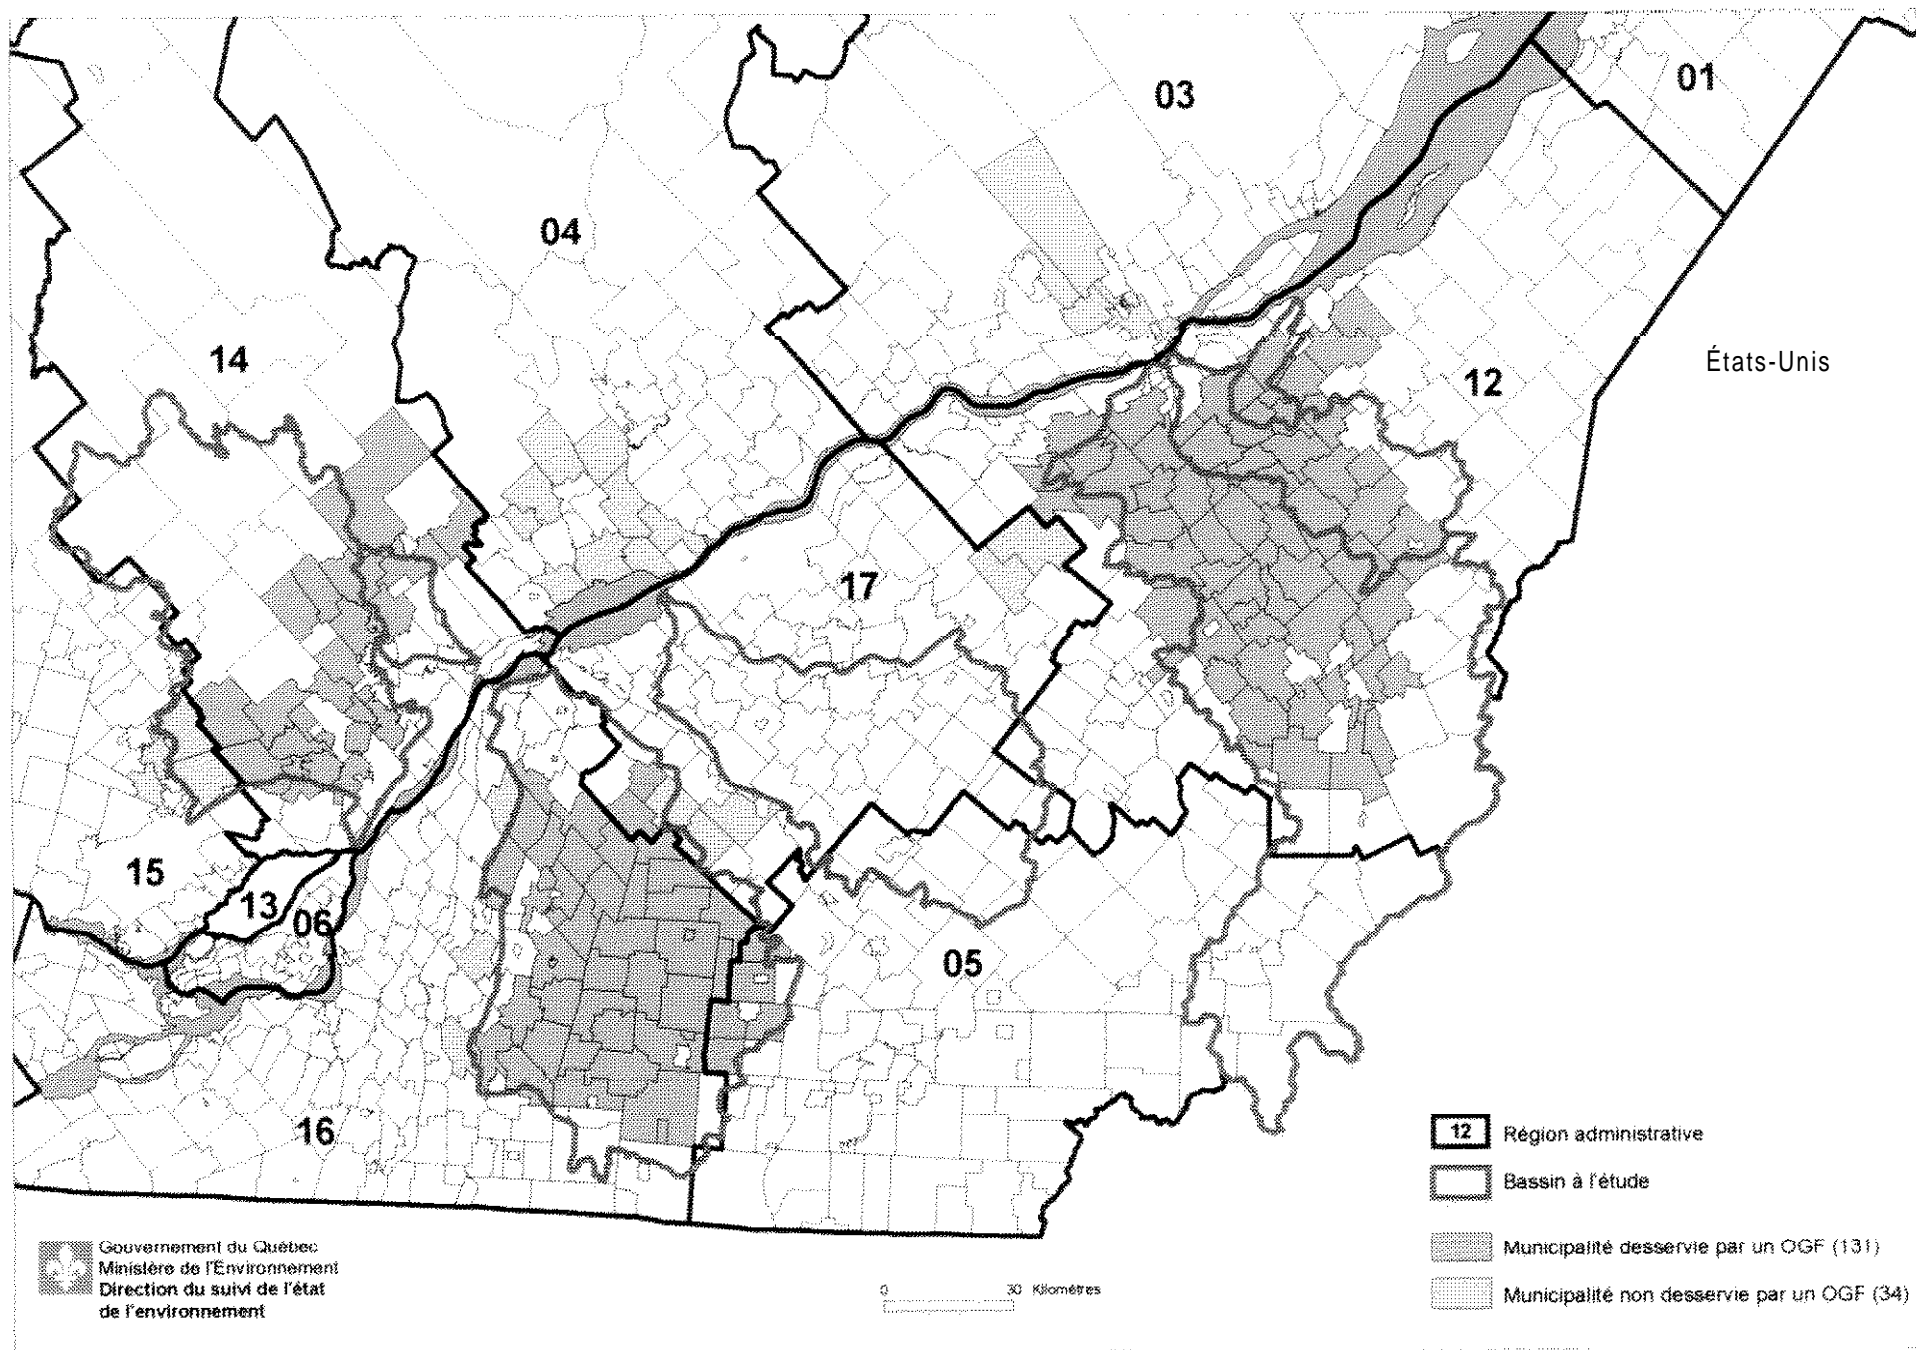 03
01
04
14
12
États-Unis
17
15
13
06
05
16
12 Région administrative
Bassin à l'étude
Municipalité desservie par un OGF (131)
Municipalité non desservie par un OGF (34)
Gouvernement du Québec
Ministère de l'Environnement
Direction du suivi de l'état
de l'environnement
0 30 Kilomètres